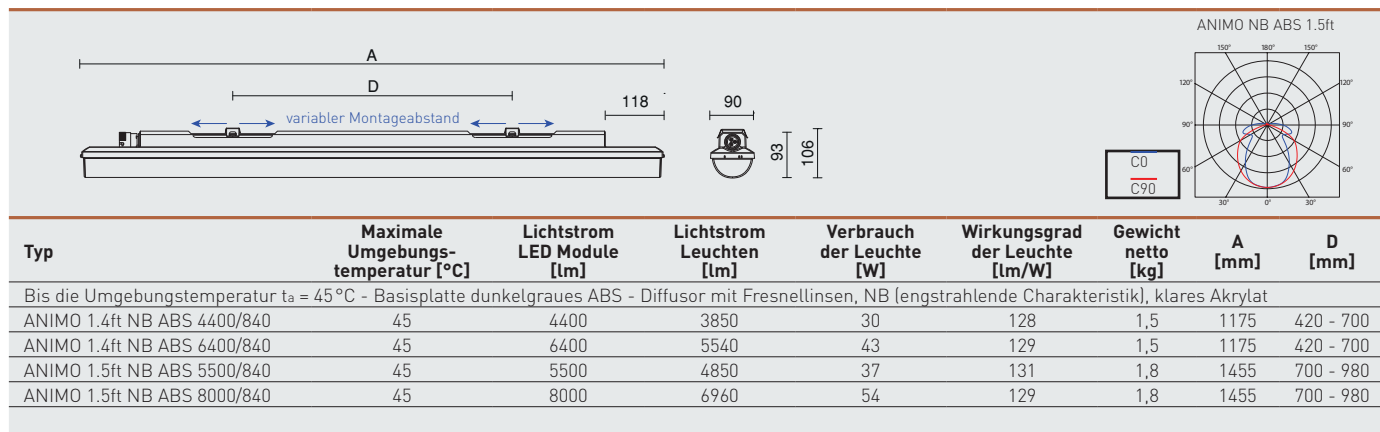 ANIMO NB ABS 1.5ft
150° 180° 150°
A
120° 120°
D
118 90
variabler Montageabstand
90° 90°
93
106
C0
60° 60°
C90
30° 0° 30°
Typ Maximale Umgebungs- temperatur [°C] Lichtstrom LED Module [lm] Lichtstrom Leuchten [lm] Verbrauch der Leuchte [W] Wirkungsgrad der Leuchte [lm/W] Gewicht netto [kg] A [mm] D [mm]
Bis die Umgebungstemperatur ta = 45°C - Basisplatte dunkelgraues ABS - Diffusor mit Fresnellinsen, NB (engstrahlende Charakteristik), klares Akrylat
ANIMO 1.4ft NB ABS 4400/840 45 4400 3850 30 128 1,5 1175 420 - 700
ANIMO 1.4ft NB ABS 6400/840 45 6400 5540 43 129 1,5 1175 420 - 700
ANIMO 1.5ft NB ABS 5500/840 45 5500 4850 37 131 1,8 1455 700 - 980
ANIMO 1.5ft NB ABS 8000/840 45 8000 6960 54 129 1,8 1455 700 - 980